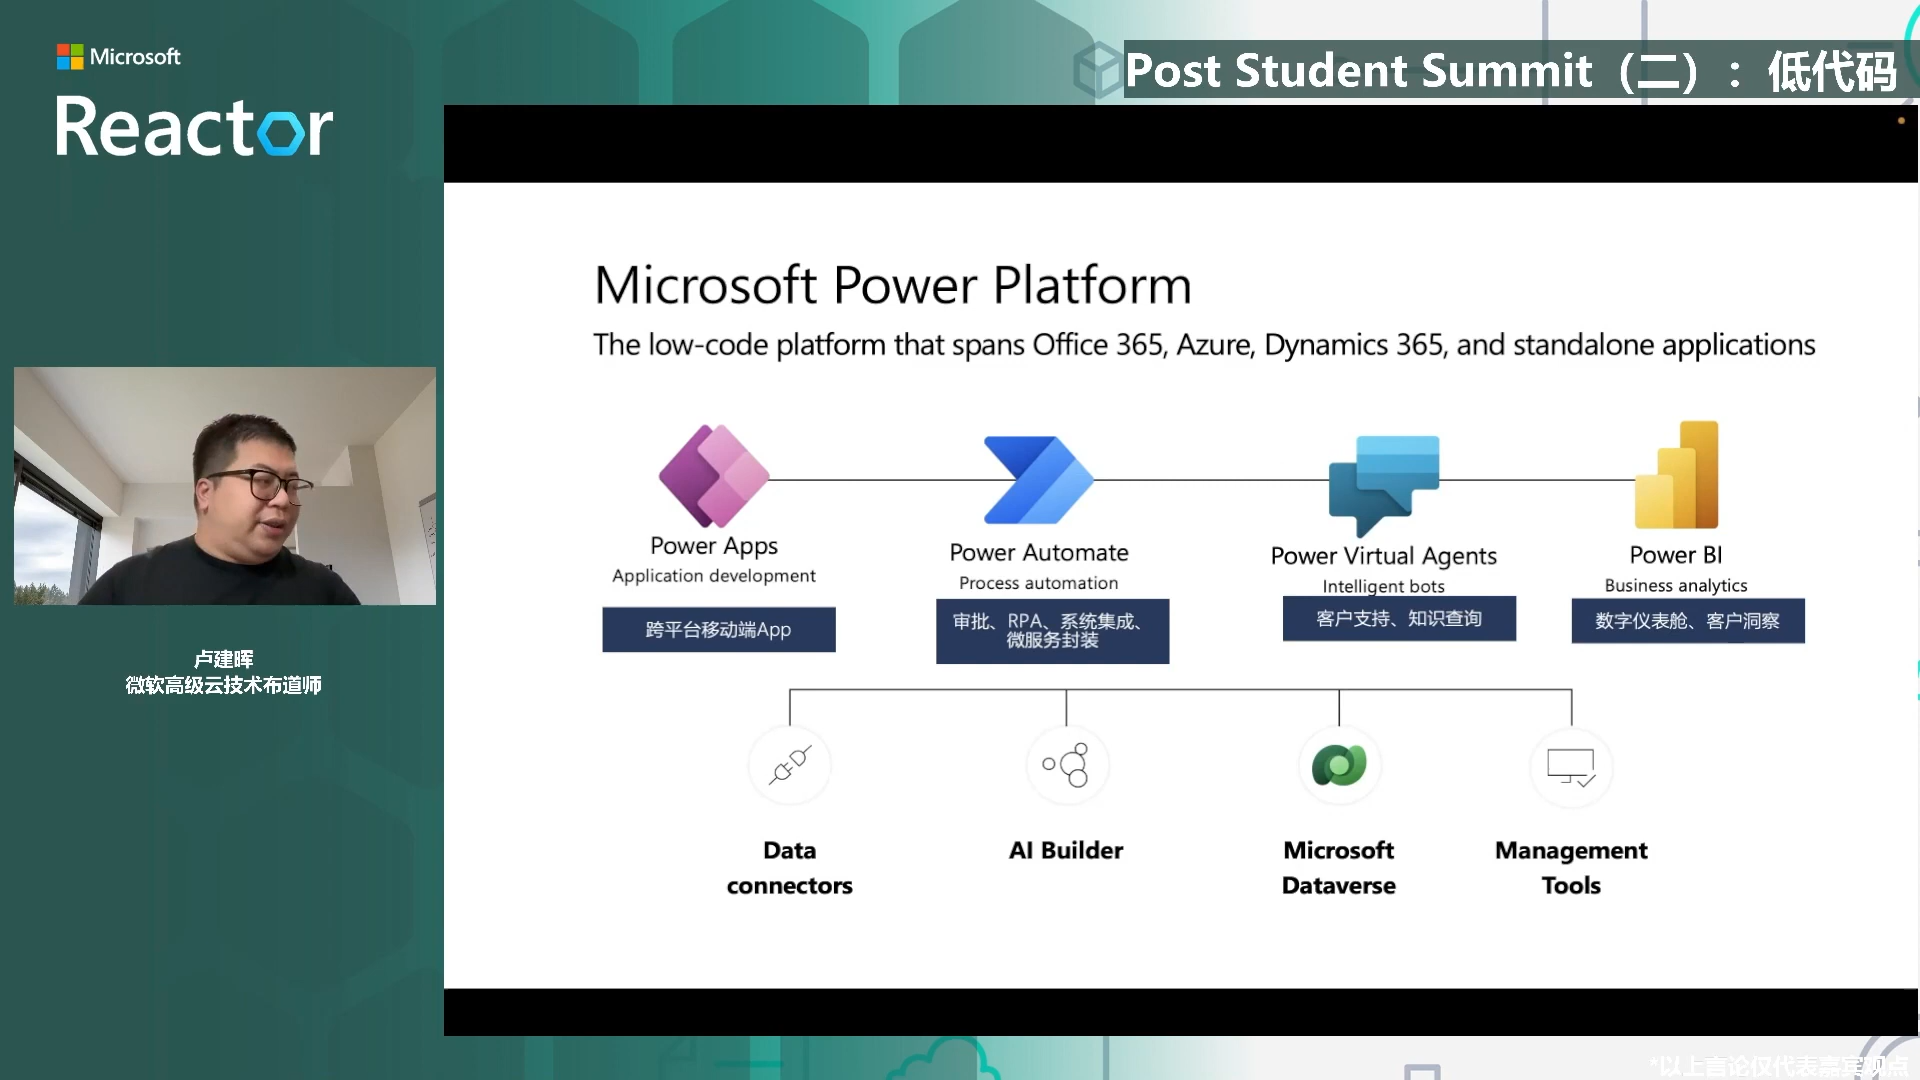 Microsoft
Reactor
Post Student Summit（二）：低代码
Microsoft Power Platform
The low-code platform that spans Office 365, Azure, Dynamics 365, and standalone applications
Power Apps
Application development
跨平台移动端App
Power Automate
Process automation
审批、RPA、系统集成、
微服务封装
Power Virtual Agents
Intelligent bots
客户支持、知识查询
Power BI
Business analytics
数字仪表舱、客户洞察
Data
connectors
AI Builder
Microsoft
Dataverse
Management
Tools
卢建晖
微软高级云技术布道师
*以上言论仅代表嘉宾观点